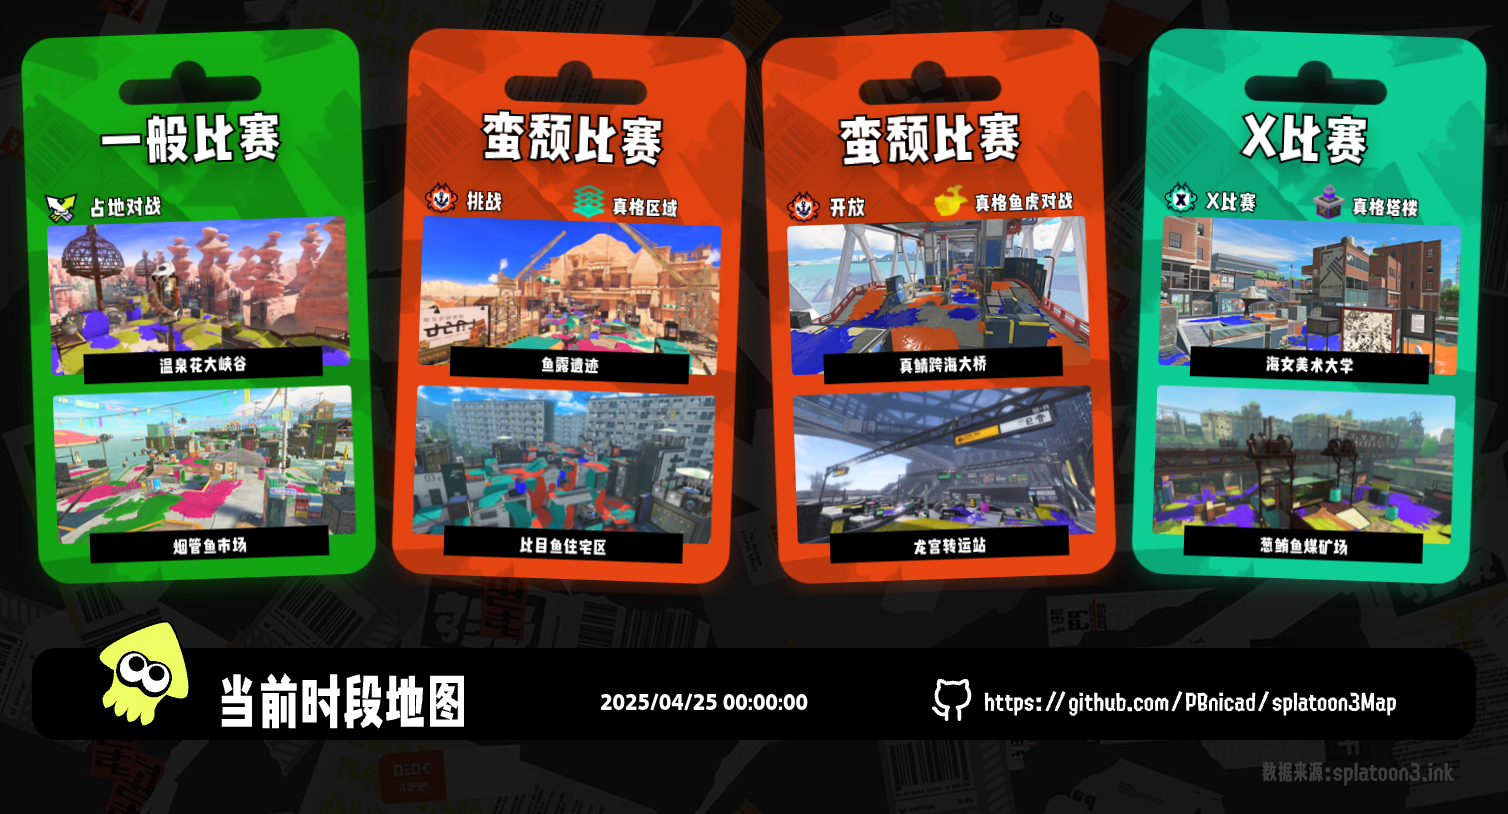 一般比赛
占地对战
温泉花大峡谷
烟管鱼市场
蛮颓比赛
挑战
真格区域
鱼露遗迹
比目鱼住宅区
蛮颓比赛
开放
真格鱼虎对战
真鲭跨海大桥
龙宫转运站
X比赛
X比赛
真格塔楼
海女美术大学
葱鲔鱼煤矿场
当前时段地图
2025/04/25 00:00:00
https://github.com/PBnicad/splatoon3Map
数据来源:splatoon3.ink